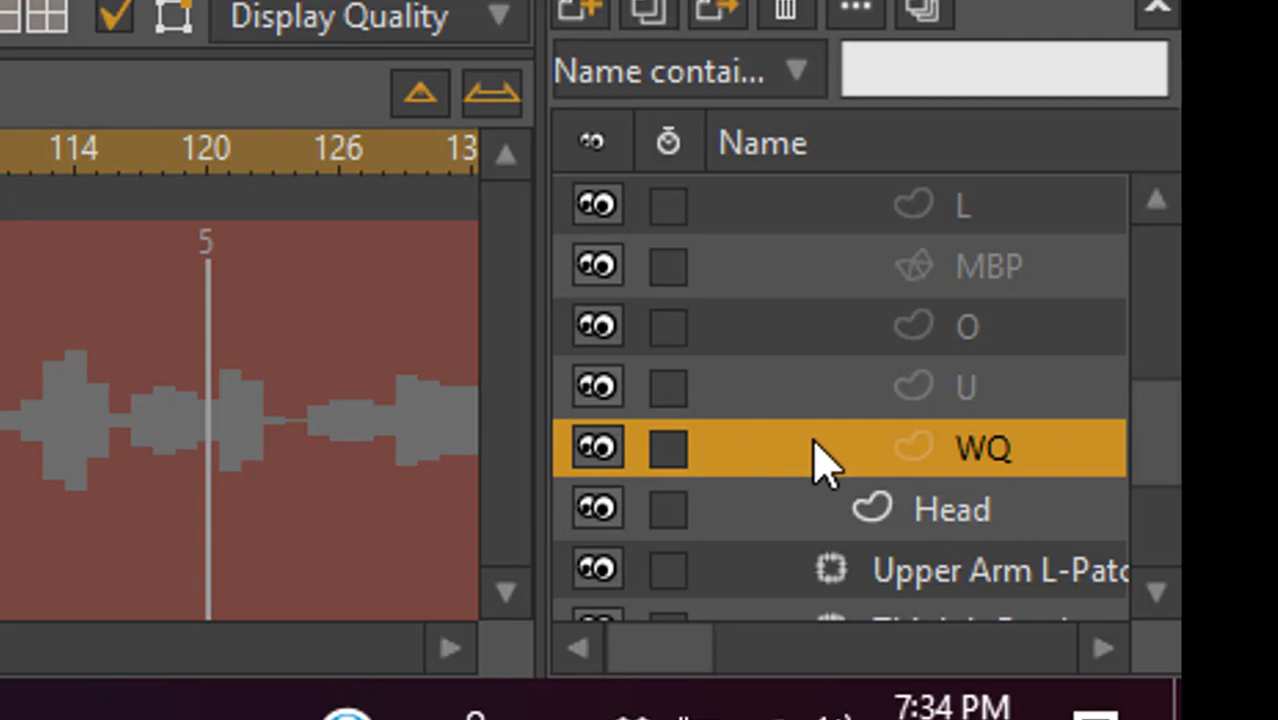 Display Quality
Name contai...
114 120 126 13
Name
5
L
MBP
O
U
WQ
Head
Upper Arm L-Patc
7:34 PM